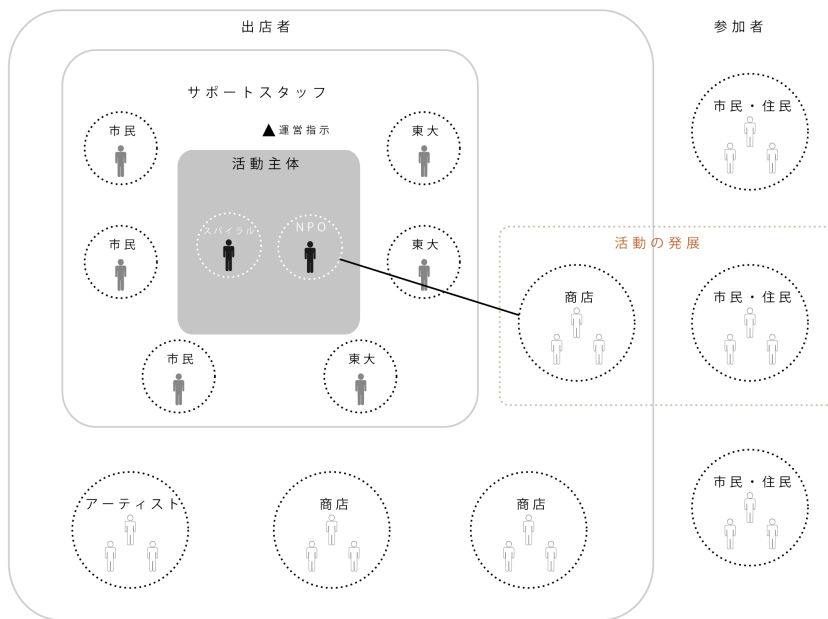 出店者
参加者
サポートスタッフ
市民・住民
市民
▲運営指示
東大
活動主体
スパイラル
NPO
市民
東大
活動の発展
商店
市民・住民
市民
東大
市民・住民
アーティスト
商店
商店